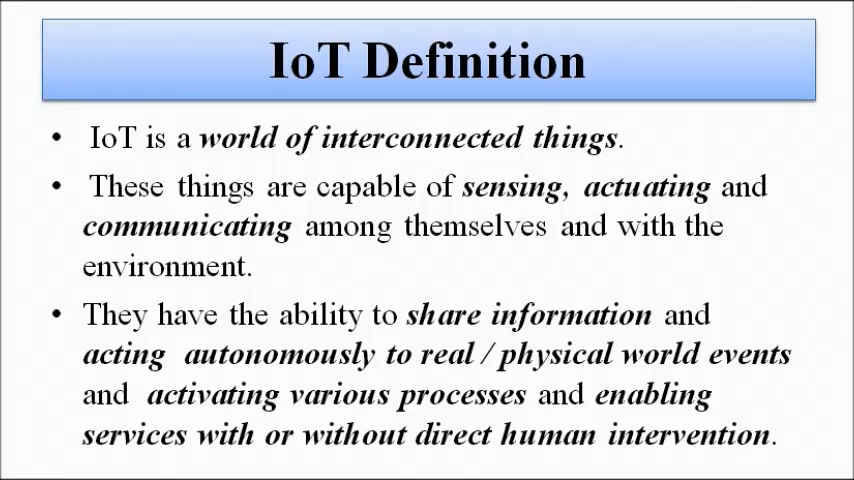 IoT Definition
• IoT is a world of interconnected things.
• These things are capable of sensing, actuating and
communicating among themselves and with the
environment.
• They have the ability to share information and
acting autonomously to real / physical world events
and activating various processes and enabling
services with or without direct human intervention.